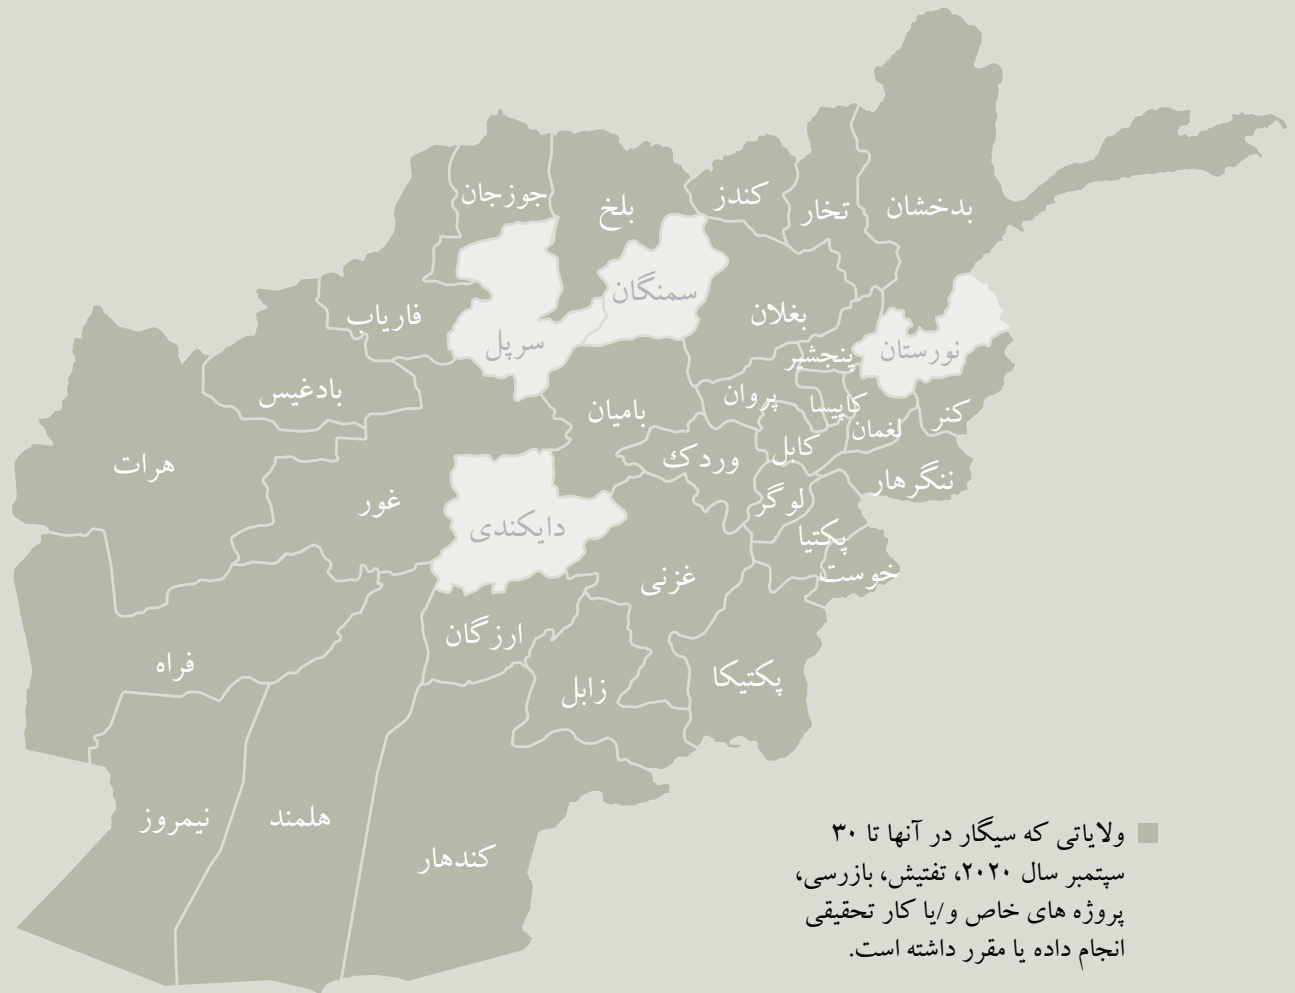 جوزجان
بلخ
کندز
تخار
بدخشان
سمنگان
فاریاب
سرپل
بغلان
پنجشیر
نورستان
بادغیس
بامیان
پروان
کاپیسا
لغمان
کنر
هرات
غور
وردک
کابل
ننگرهار
لوگر
دایکندی
پکتیا
خوست
غزنی
ارزگان
فراه
زابل
پکتیکا
نیمروز
هلمند
کندهار
ولایاتی که سیگار در آنها تا ۳۰
سپتمبر سال ۲۰۲۰، تفتیش، بازرسی،
پروژه های خاص و/یا کار تحقیقی
انجام داده یا مقرر داشته است.